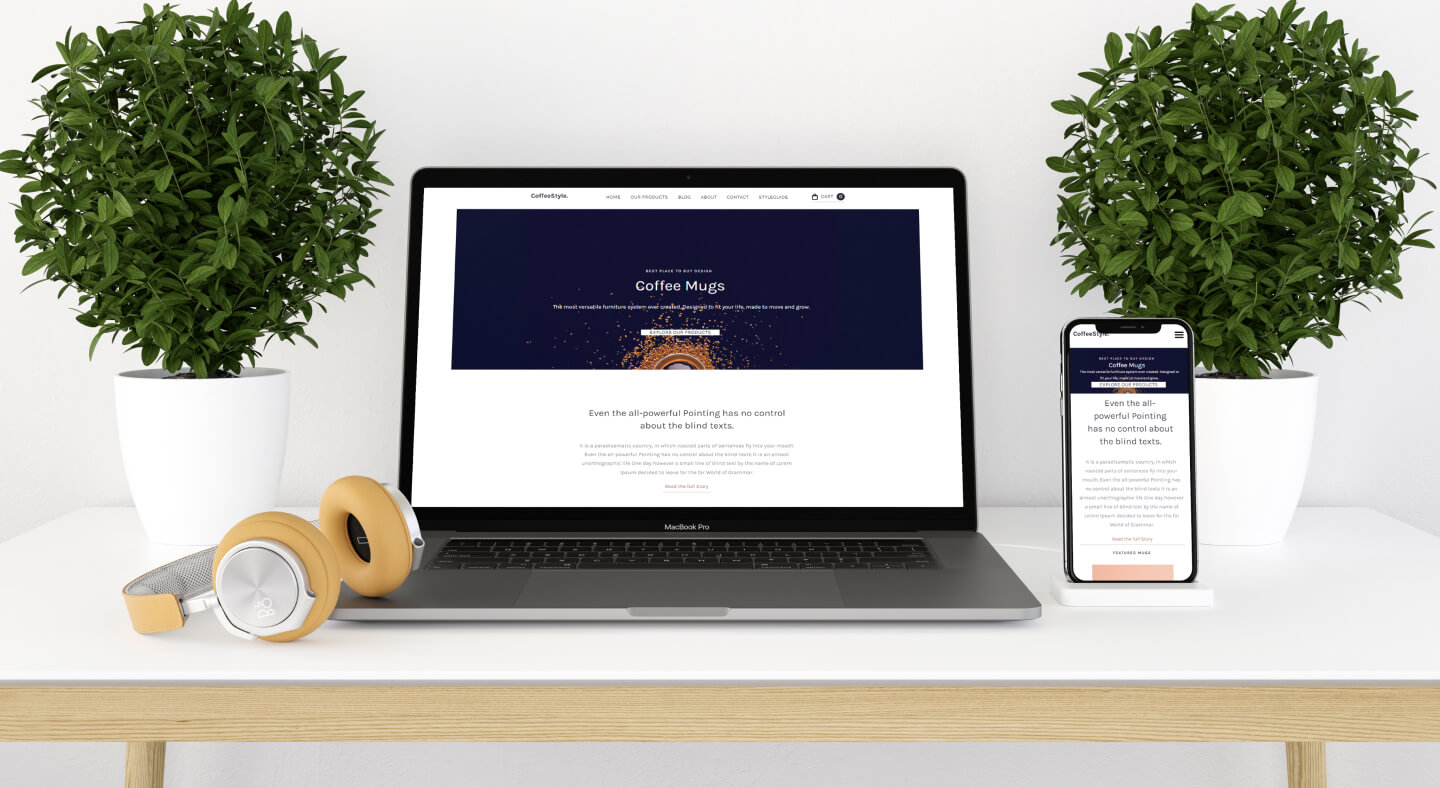 CoffeeStyle.
HOME OUR PRODUCTS BLOG ABOUT CONTACT STYLEGUIDE CART 0
BEST PLACE TO BUY DESIGN
Coffee Mugs
The most versatile furniture system ever created. Designed to fit your life, made to move and grow.
EXPLORE OUR PRODUCTS
Even the all-powerful Pointing has no control
about the blind texts.
It is a paradisematic country, in which roasted parts of sentences fly into your mouth.
Even the all-powerful Pointing has no control about the blind texts it is an almost
unorthographic life One day however a small line of blind text by the name of Lorem
Ipsum decided to leave for the far World of Grammar.
Read the full Story
MacBook Pro
CoffeeStyle.
BEST PLACE TO BUY DESIGN
Coffee Mugs
The most versatile furniture system ever created. Designed to
fit your life, made to move and grow.
EXPLORE OUR PRODUCTS
Even the all-
powerful Pointing
has no control about
the blind texts.
It is a paradisematic country, in which
roasted parts of sentences fly into your
mouth. Even the all-powerful Pointing has
no control about the blind texts it is an
almost unorthographic life One day however
a small line of blind text by the name of
Lorem Ipsum decided to leave for the far
World of Grammar.
Read the full Story
FEATURED MUGS